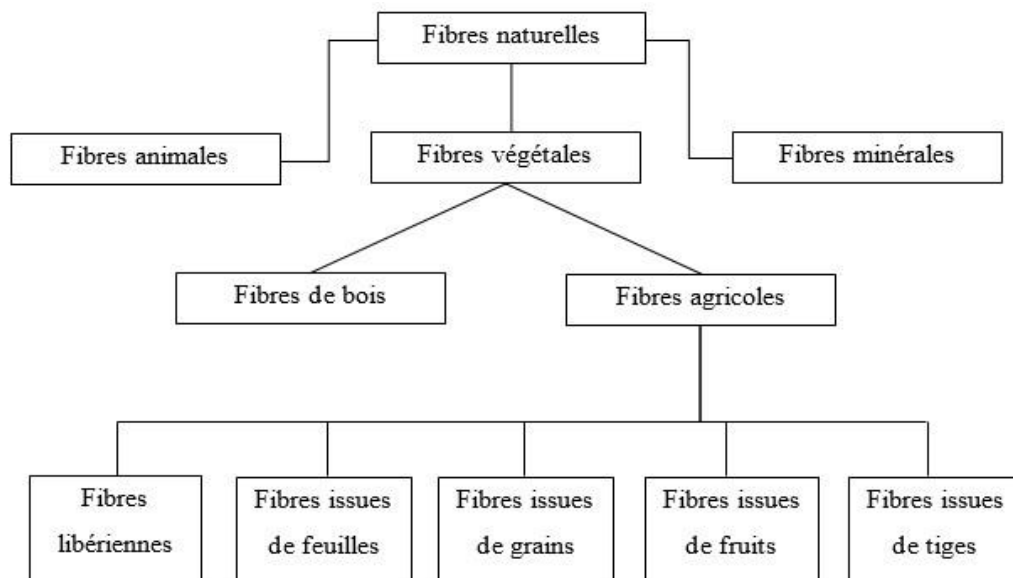 Fibres naturelles
Fibres animales
Fibres végétales
Fibres minérales
Fibres de bois
Fibres agricoles
Fibres
libériennes
Fibres issues
de feuilles
Fibres issues
de grains
Fibres issues
de fruits
Fibres issues
de tiges